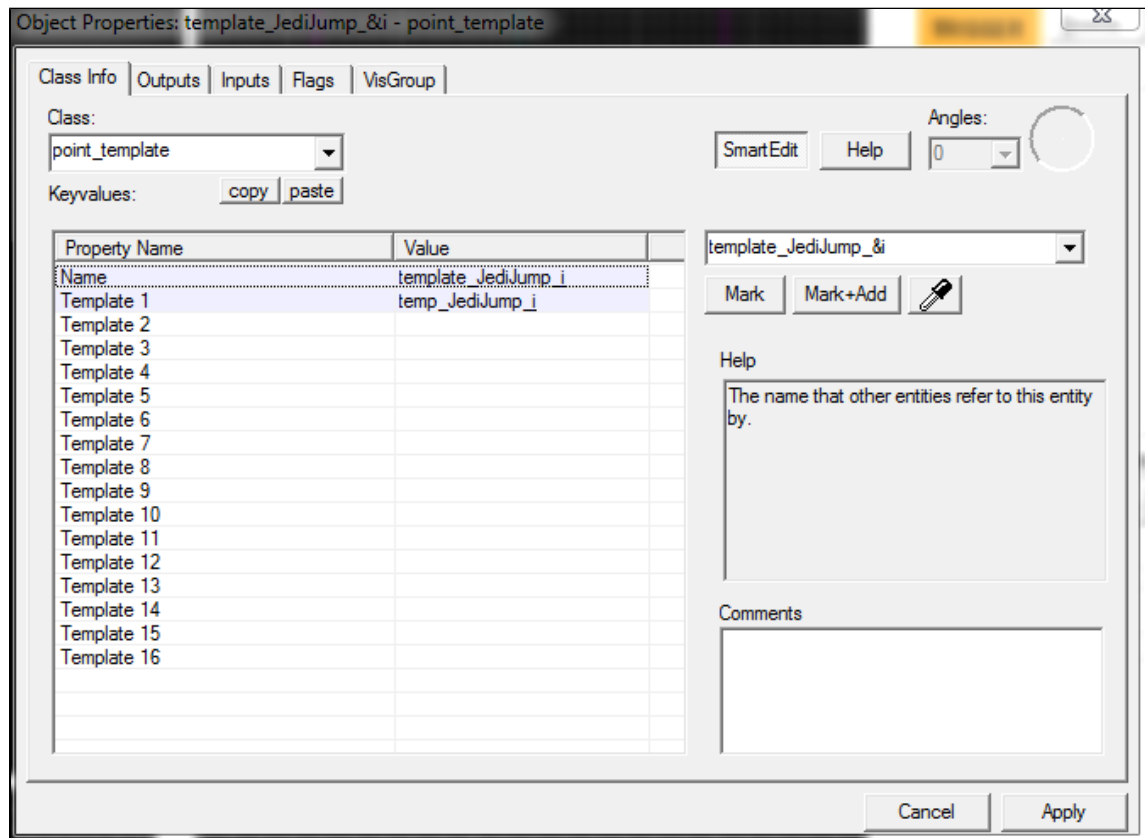 Object Properties: template_JediJump_&i - point_template
Class Info Outputs Inputs Flags VisGroup
Class: Angles:
point_template SmartEdit Help 0
Keyvalues: copy paste
Property Name Value template_JediJump_&i
Name template_JediJump_i
Template 1 temp_JediJump_i Mark Mark+Add
Template 2
Template 3
Template 4 Help
Template 5 The name that other entities refer to this entity
Template 6 by.
Template 7
Template 8
Template 9
Template 10
Template 11
Template 12
Template 13
Template 14 Comments
Template 15
Template 16
Cancel Apply